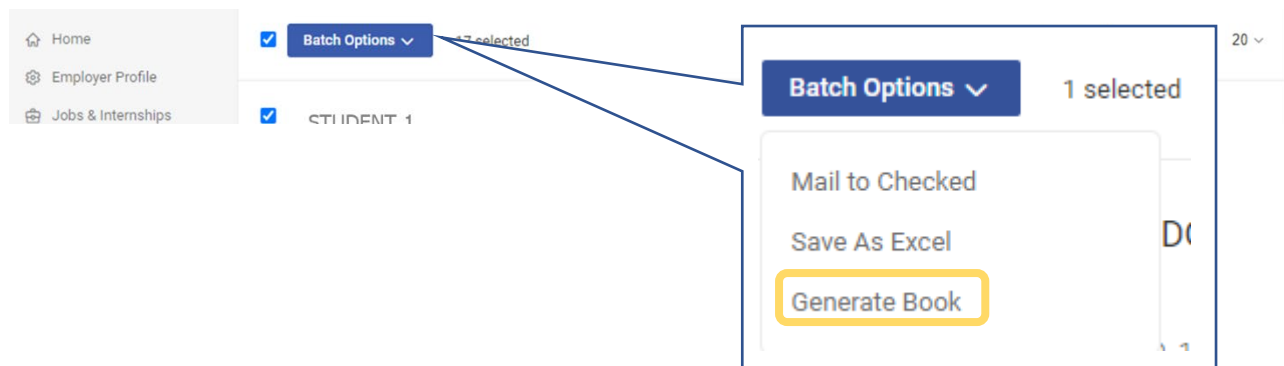 Home
Employer Profile
Jobs & Internships
Batch Options
17 selected
20
STUDENT 1
Batch Options
1 selected
Mail to Checked
Save As Excel
Generate Book